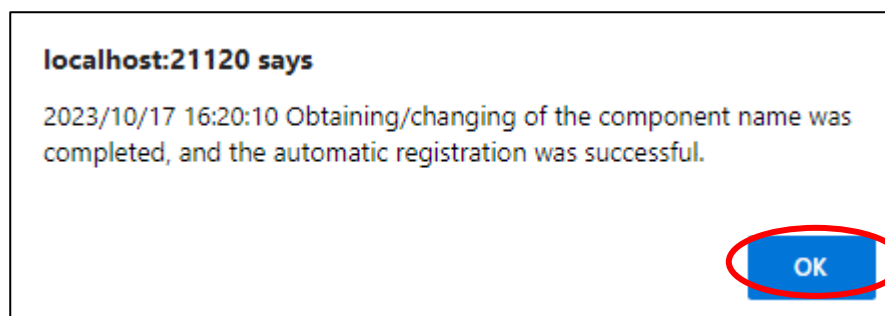 localhost:21120 says
2023/10/17 16:20:10 Obtaining/changing of the component name was
completed, and the automatic registration was successful.
OK